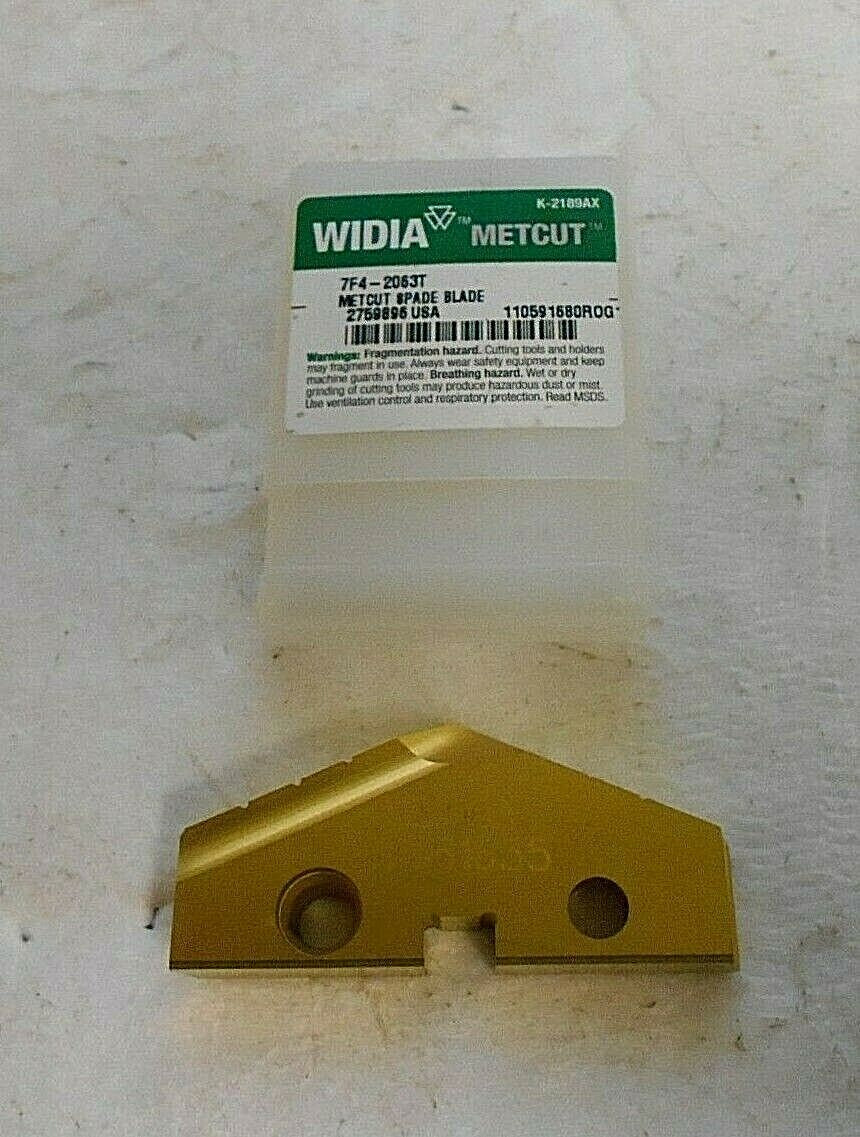 K-2189AX
WIDIA™ METCUT™
7F4-2063T
METCUT SPADE BLADE
2759896 USA 110591680ROG
Warnings: Fragmentation hazard. Cutting tools and holders
may fragment in use. Always wear safety equipment and keep
machine guards in place. Breathing hazard. Wet or dry
grinding of cutting tools may produce hazardous dust or mist.
Use ventilation control and respiratory protection. Read MSDS.